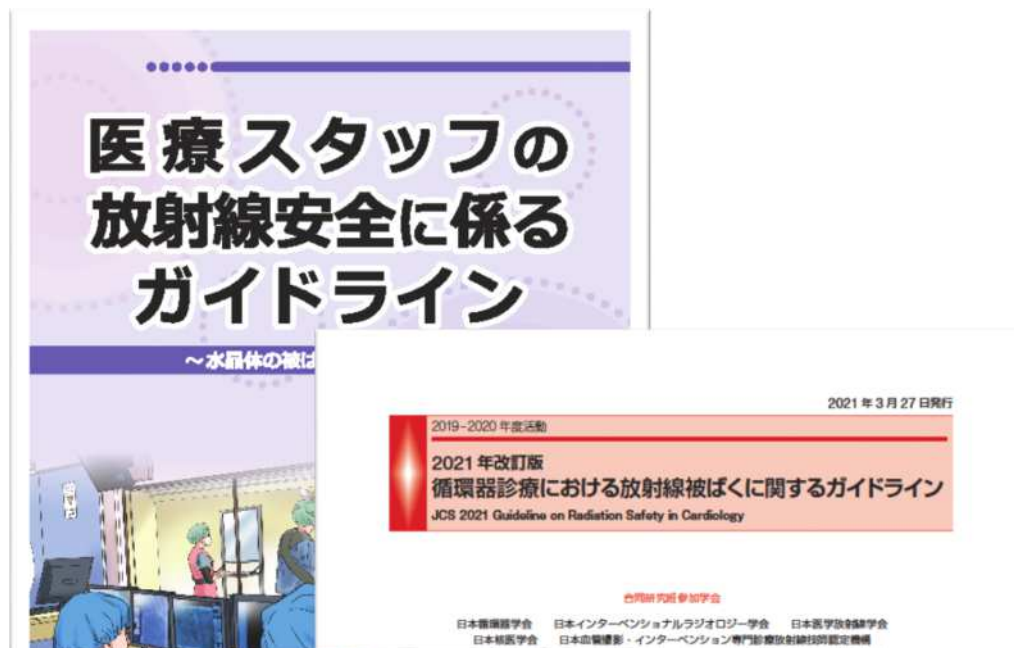 医療スタッフの
放射線安全に係る
ガイドライン
～水晶体の被ば
2021年3月27日発行
2019-2020年度活動
2021年改訂版
循環器診療における放射線被ばくに関するガイドライン
JCS 2021 Guideline on Radiation Safety in Cardiology
合同研究班参加学会
日本循環器学会 日本インターベンショナルラジオロジー学会 日本医学放射線学会
日本核医学会 日本血管撮影・インターベンション専門診療放射線技師認定機構